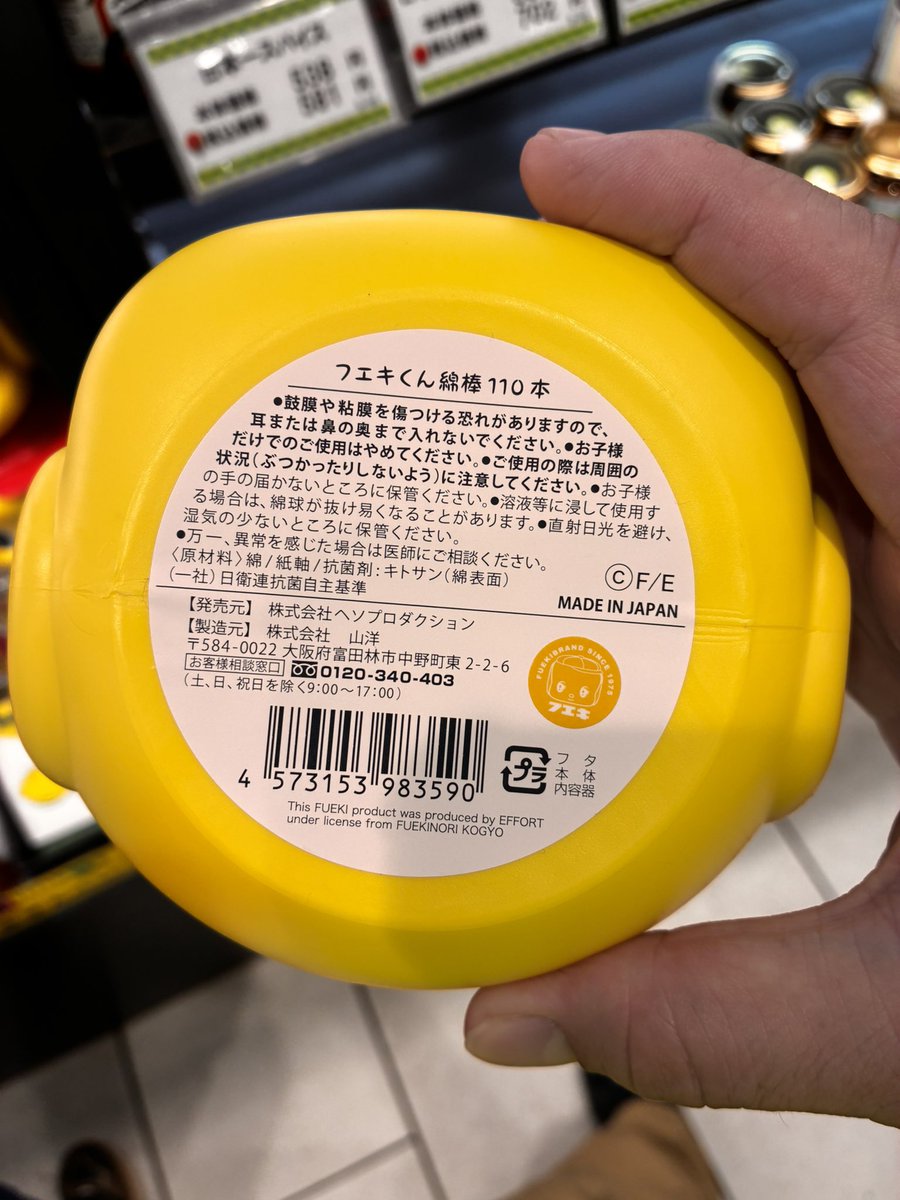 フエキくん綿棒110本
●鼓膜や粘膜を傷つける恐れがありますので、
耳または鼻の奥まで入れないでください。●お子様
だけでのご使用はやめてください。●ご使用の際は周囲の
状況(ぶつかったりしないよう)に注意してください。●お子様
の手の届かないところに保管ください。●溶液等に浸して使用す
る場合は、綿球が抜け易くなることがあります。●直射日光を避け、
湿気の少ないところに保管ください。
●万一、異常を感じた場合は医師にご相談ください。
〈原材料〉綿/紙軸/抗菌剤:キトサン(綿表面)
(一社)日衛連抗菌自主基準
ⒸF/E
MADE IN JAPAN
【発売元】 株式会社ヘソプロダクション
【製造元】 株式会社 山洋
〒584-0022 大阪府富田林市中野町東2-2-6
お客様相談窓口 0120-340-403
(土、日、祝日を除く9:00〜17:00)
FUEKIBRAND SINCE 1975
フエキ
4 573153 983590
プラ
フタ
本体
内容器
This FUEKI product was produced by EFFORT
under license from FUEKINORI KOGYO